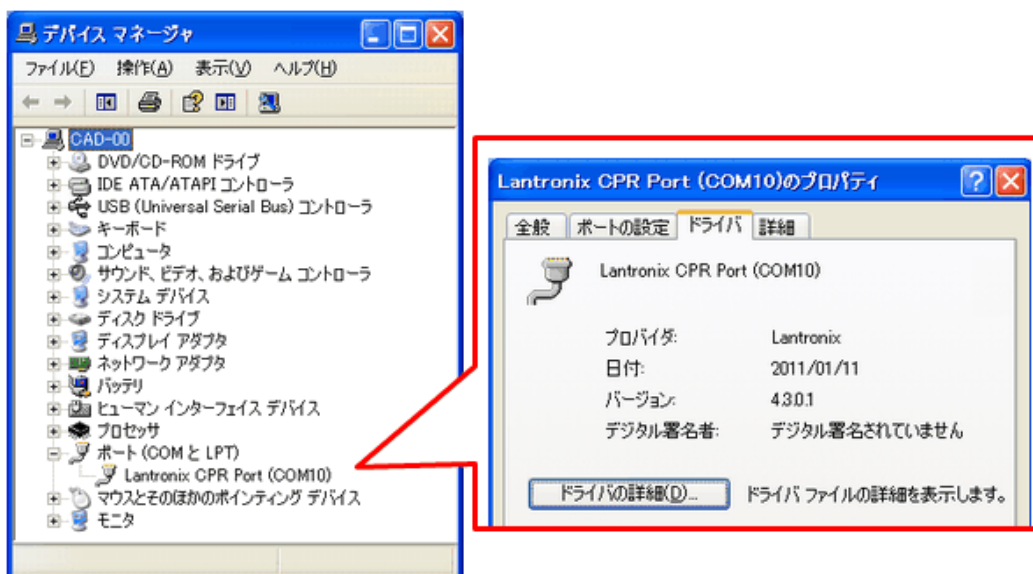 デバイス マネージャ
ファイル(F) 操作(A) 表示(V) ヘルプ(H)
CAD-00
DVD/CD-ROM ドライブ
IDE ATA/ATAPI コントローラ
USB (Universal Serial Bus) コントローラ
キーボード
コンピュータ
サウンド、ビデオ、およびゲーム コントローラ
システム デバイス
ディスク ドライブ
ディスプレイ アダプタ
ネットワーク アダプタ
バッテリ
ヒューマン インターフェイス デバイス
プロセッサ
ポート (COM と LPT)
Lantronix CPR Port (COM10)
マウスとそのほかのポインティング デバイス
モニタ
Lantronix CPR Port (COM10)のプロパティ
全般 ポートの設定 ドライバ 詳細
Lantronix CPR Port (COM10)
プロバイダ: Lantronix
日付: 2011/01/11
バージョン: 4.3.0.1
デジタル署名者: デジタル署名されていません
ドライバの詳細(D)... ドライバ ファイルの詳細を表示します。